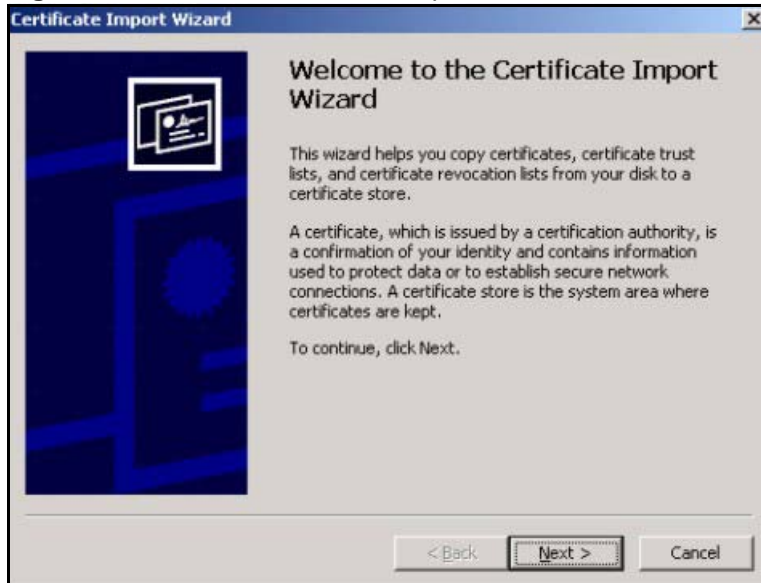 Certificate Import Wizard
Welcome to the Certificate Import
Wizard
This wizard helps you copy certificates, certificate trust
lists, and certificate revocation lists from your disk to a
certificate store.
A certificate, which is issued by a certification authority, is
a confirmation of your identity and contains information
used to protect data or to establish secure network
connections. A certificate store is the system area where
certificates are kept.
To continue, click Next.
< Back Next > Cancel